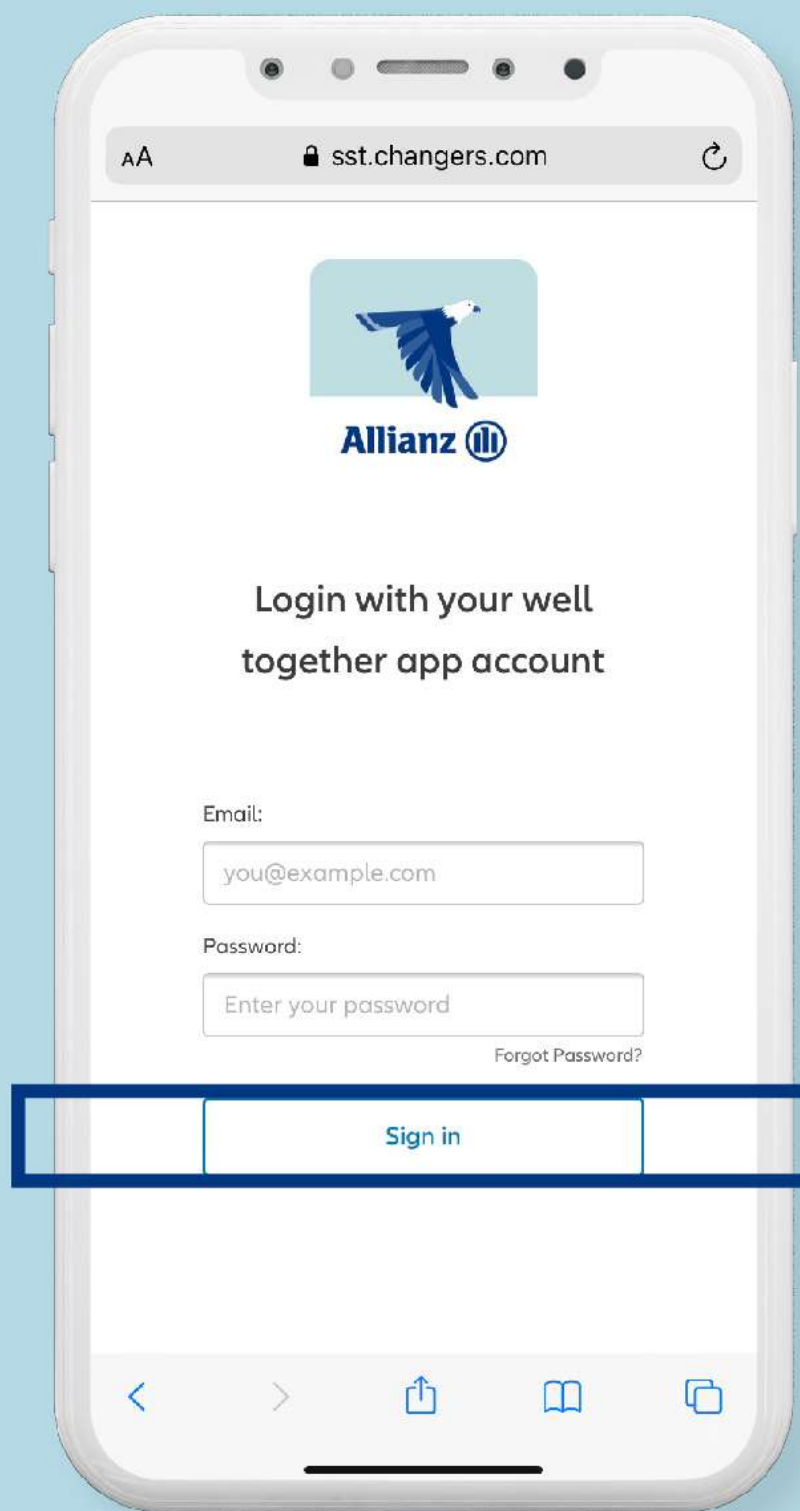 AA
sst.changers.com
Allianz
Login with your well
together app account
Email:
you@example.com
Password:
Enter your password
Forgot Password?
Sign in